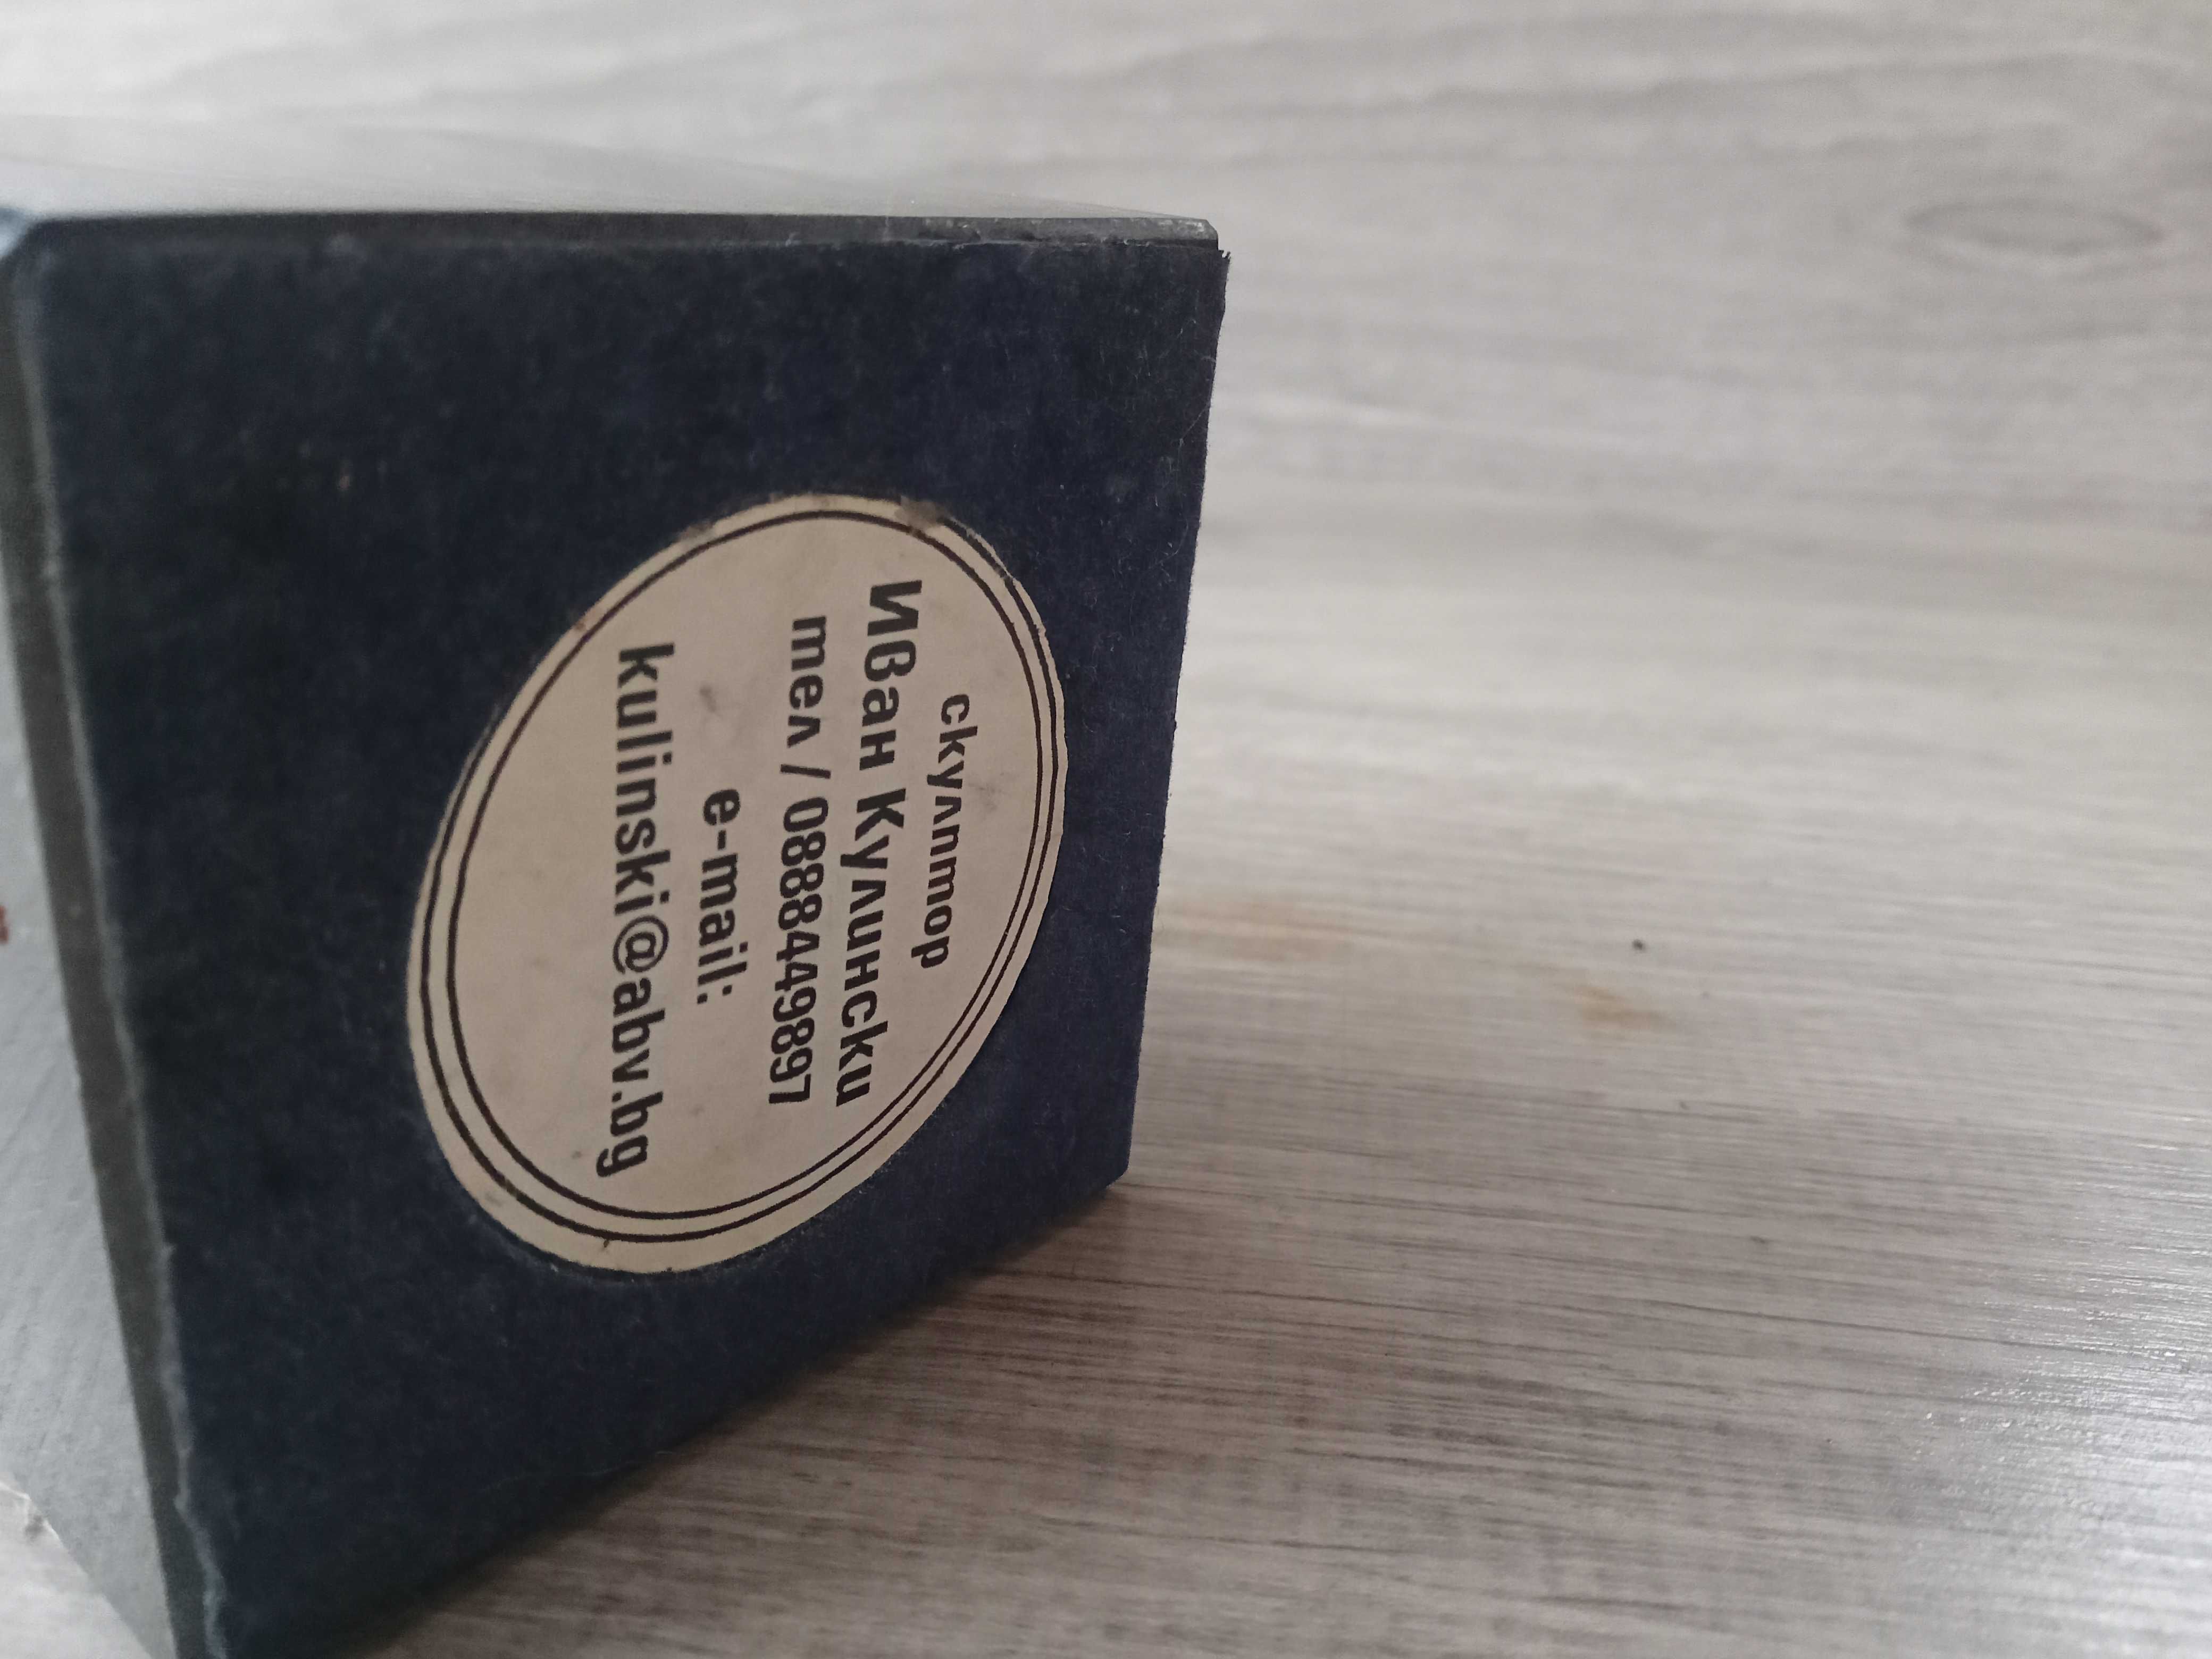 скулптор
Иван Кулински
тел / 0888449897
e-mail:
kulinski@abv.bg